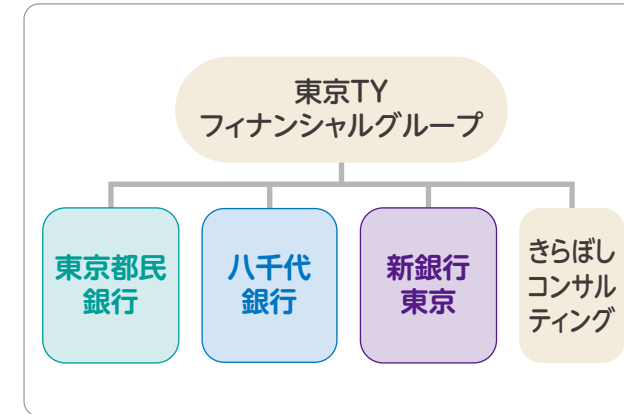 東京TY
フィナンシャルグループ
東京都民
銀行
八千代
銀行
新銀行
東京
きらぼし
コンサル
ティング